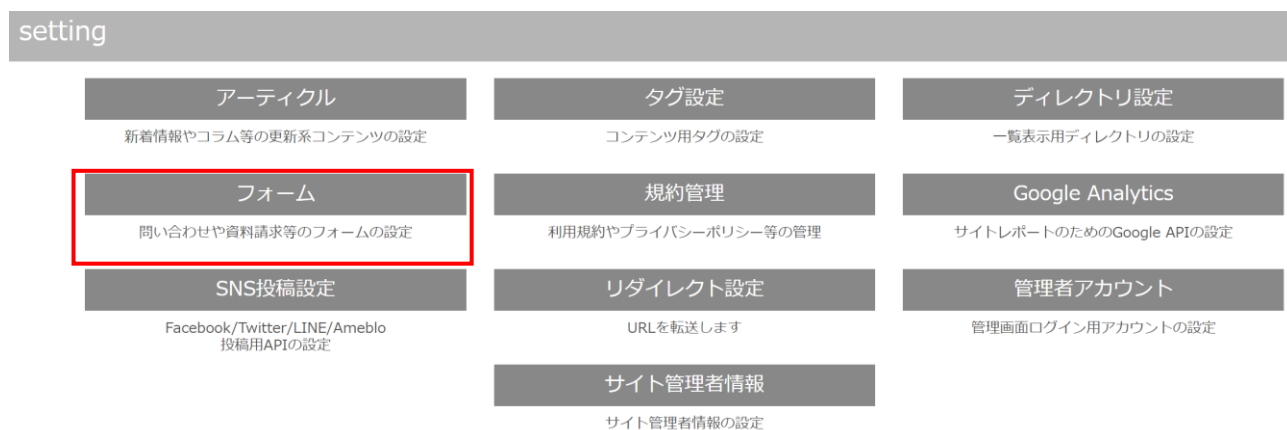 setting
アーティクル
新着情報やコラム等の更新系コンテンツの設定
タグ設定
コンテンツ用タグの設定
ディレクトリ設定
一覧表示用ディレクトリの設定
フォーム
問い合わせや資料請求等のフォームの設定
規約管理
利用規約やプライバシーポリシー等の管理
Google Analytics
サイトレポートのためのGoogle APIの設定
SNS投稿設定
Facebook/Twitter/LINE/Ameblo
投稿用APIの設定
リダイレクト設定
URLを転送します
管理者アカウント
管理画面ログイン用アカウントの設定
サイト管理者情報
サイト管理者情報の設定